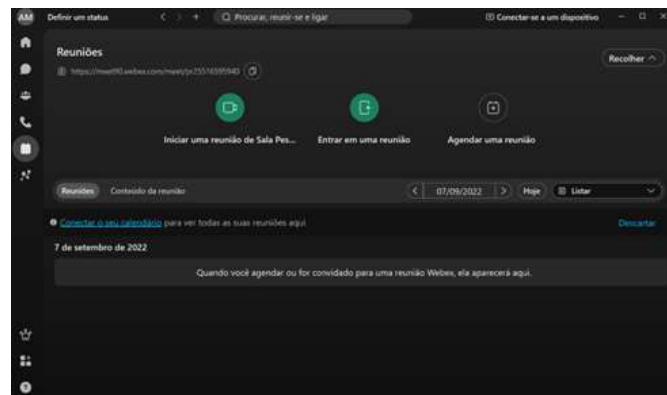 AM
Definir um status
Procurar, reunir-se e ligar
Conectar-se a um dispositivo
Reuniões
Recolher
Iniciar uma reunião de Sala Pes...
Entrar em uma reunião
Agendar uma reunião
Reuniões
Conteúdo da reunião
07/09/2022
Hoje
Listar
Conectar o seu calendário para ver todas as suas reuniões aqui
Descartar
7 de setembro de 2022
Quando você agendar ou for convidado para uma reunião Webex, ela aparecerá aqui.